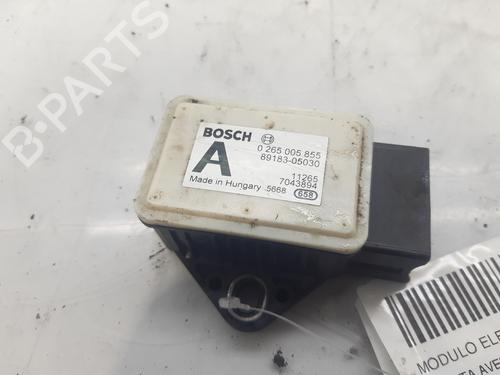 B-PARTS
BOSCH
A
0 265 005 855
89183-05030
11265
7043894
Made in Hungary 5668
658
MODULO ELE
TA AVE